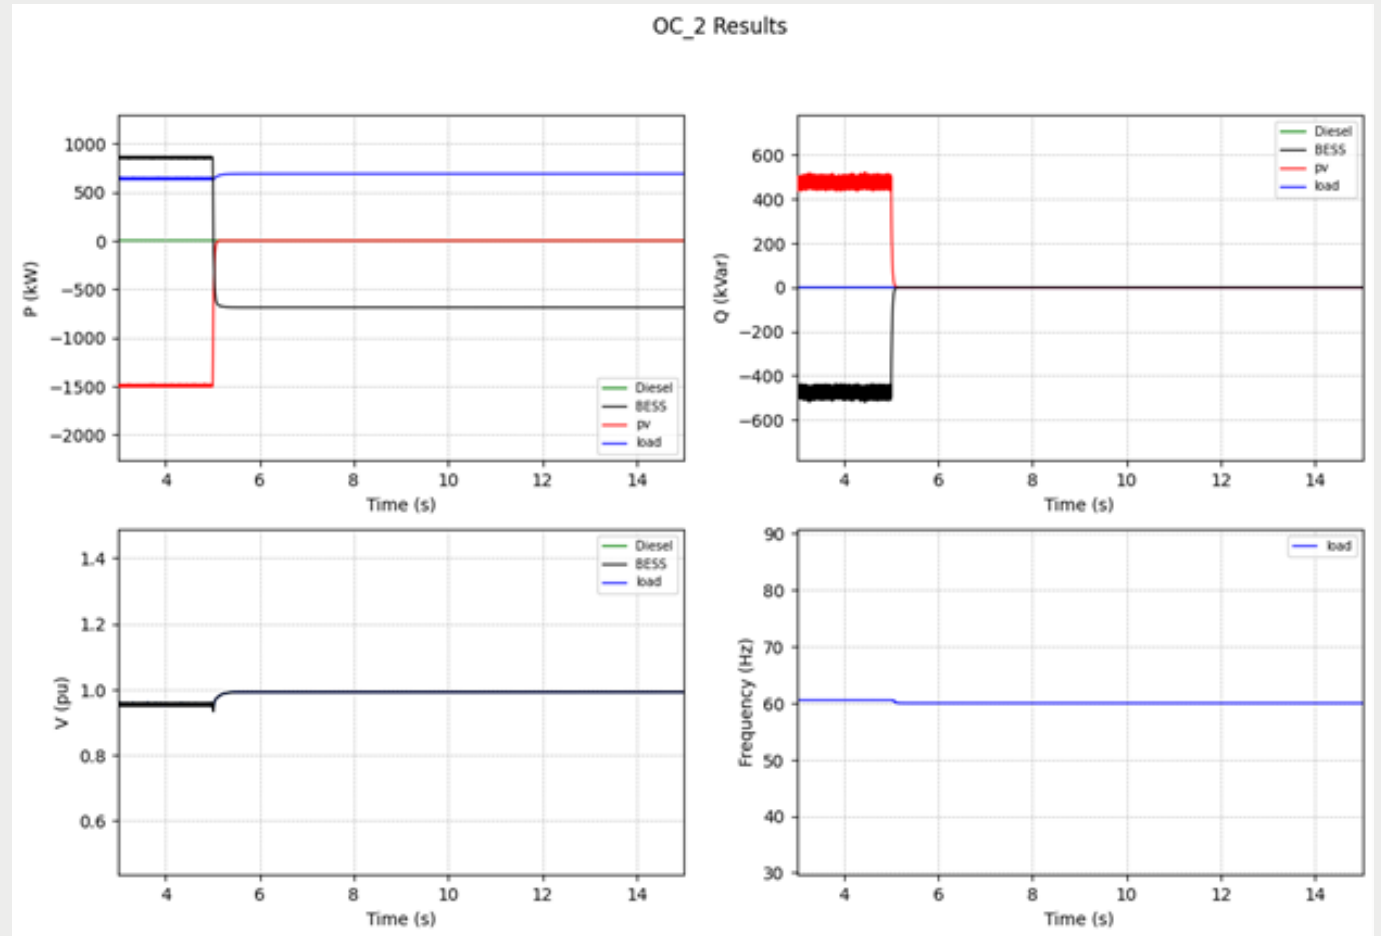 OC_2 Results
1000
500
0
−500
−1000
−1500
−2000
P (kW)
Diesel
BESS
pv
load
4 6 8 10 12 14
Time (s)
600
400
200
0
−200
−400
−600
Q (kVar)
Diesel
BESS
pv
load
4 6 8 10 12 14
Time (s)
1.4
1.2
1.0
0.8
0.6
V (pu)
Diesel
BESS
load
4 6 8 10 12 14
Time (s)
90
80
70
60
50
40
30
Frequency (Hz)
load
4 6 8 10 12 14
Time (s)